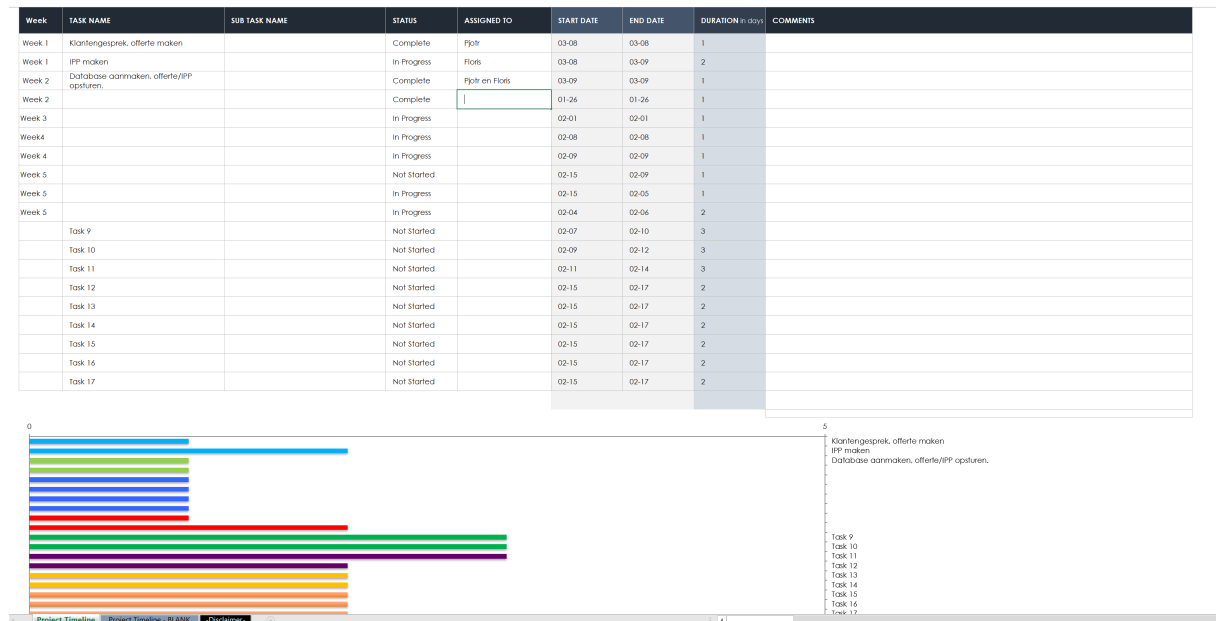 Week TASK NAME SUB TASK NAME STATUS ASSIGNED TO START DATE END DATE DURATION in days COMMENTS
Week 1 Klantengesprek, offerte maken Complete Pjotr 03-08 03-08 1
Week 1 IPP maken In Progress Floris 03-08 03-09 2
Week 2 Database aanmaken, offerte/IPP opsturen. Complete Pjotr en Floris 03-09 03-09 1
Week 2 Complete 01-26 01-26 1
Week 3 In Progress 02-01 02-01 1
Week4 In Progress 02-08 02-08 1
Week 4 In Progress 02-09 02-09 1
Week 5 Not Started 02-15 02-09 1
Week 5 In Progress 02-15 02-05 1
Week 5 In Progress 02-04 02-06 2
Task 9 Not Started 02-07 02-10 3
Task 10 Not Started 02-09 02-12 3
Task 11 Not Started 02-11 02-14 3
Task 12 Not Started 02-15 02-17 2
Task 13 Not Started 02-15 02-17 2
Task 14 Not Started 02-15 02-17 2
Task 15 Not Started 02-15 02-17 2
Task 16 Not Started 02-15 02-17 2
Task 17 Not Started 02-15 02-17 2
0 5
Klantengesprek, offerte maken
IPP maken
Database aanmaken, offerte/IPP opsturen.
Task 9
Task 10
Task 11
Task 12
Task 13
Task 14
Task 15
Task 16
Task 17
Project Timeline Project Timeline - BLANK -Disclaimer-